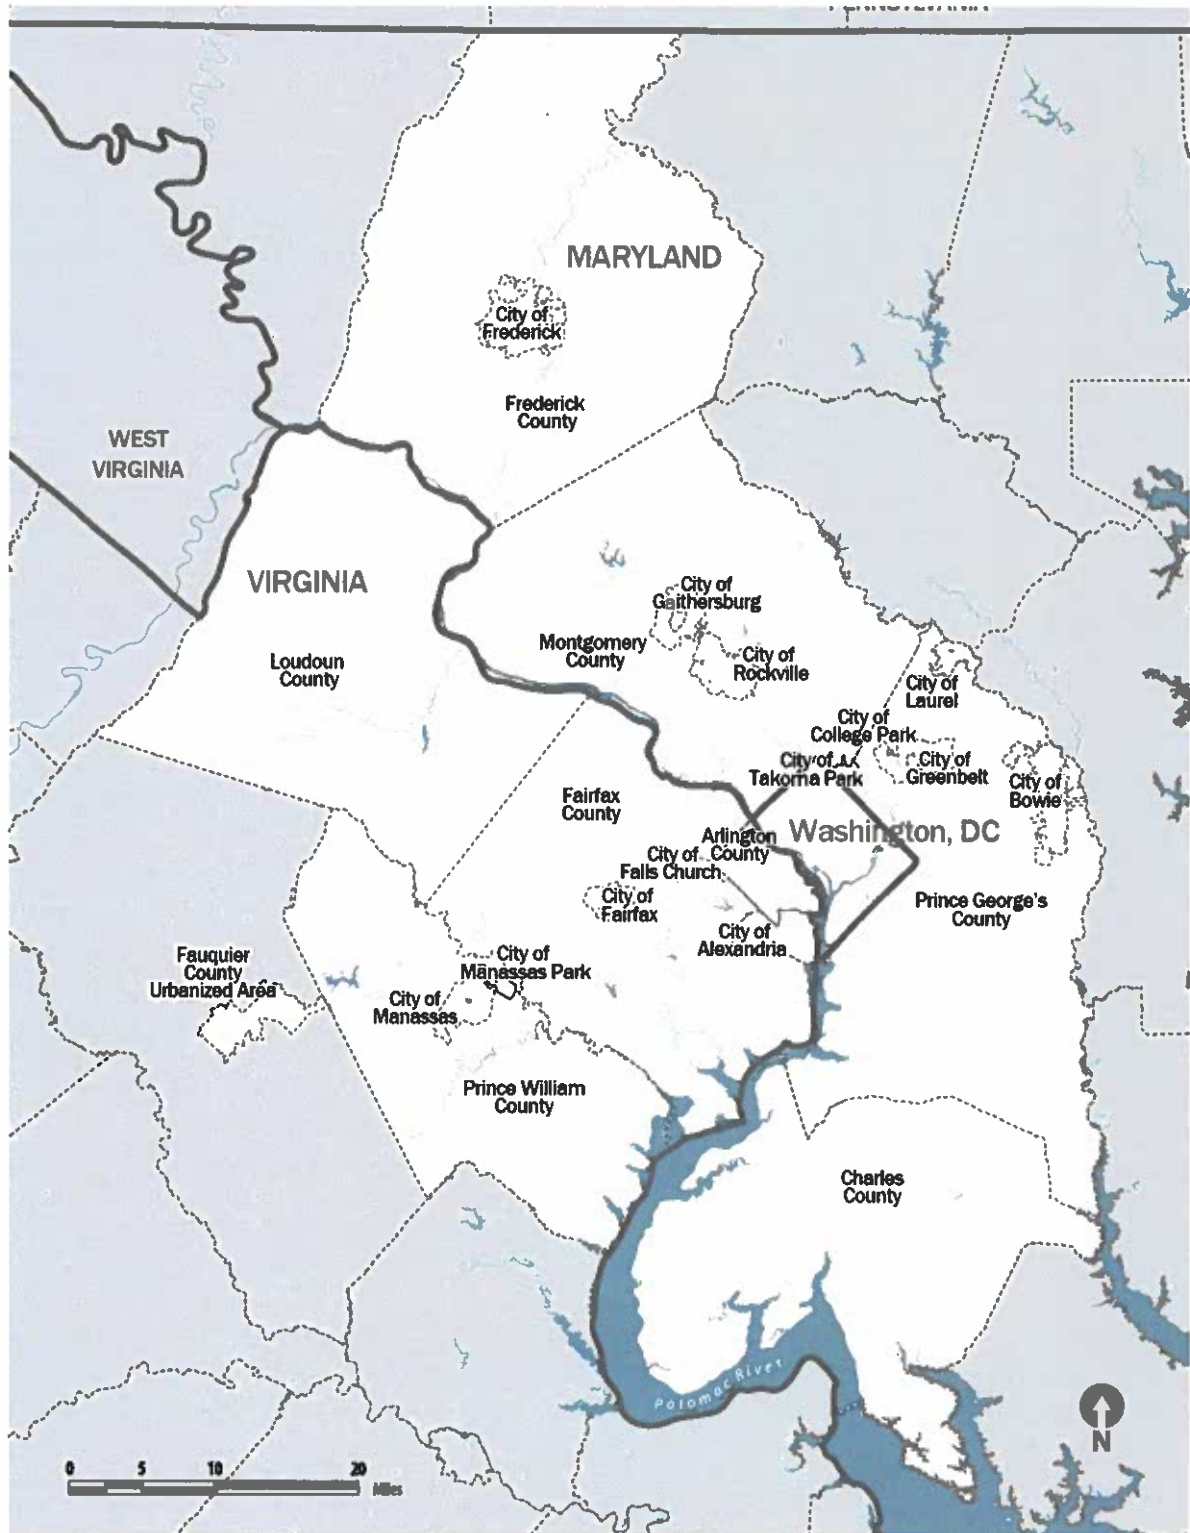 PENNSYLVANIA
MARYLAND
City of
Frederick
Frederick
County
WEST
VIRGINIA
VIRGINIA
City of
Gaithersburg
Montgomery
County
City of
Rockville
Loudoun
County
City of
Laurel
City of
College Park
City of
Takoma Park
City of
Greenbelt
City of
Bowie
Fairfax
County
Arlington
County
Washington, DC
City of
Falls Church
City of
Fairfax
Prince George's
County
City of
Alexandria
Fauquier
County
Urbanized Area
City of
Manassas Park
City of
Manassas
Prince William
County
Charles
County
Potomac River
N
0 5 10 20
Miles